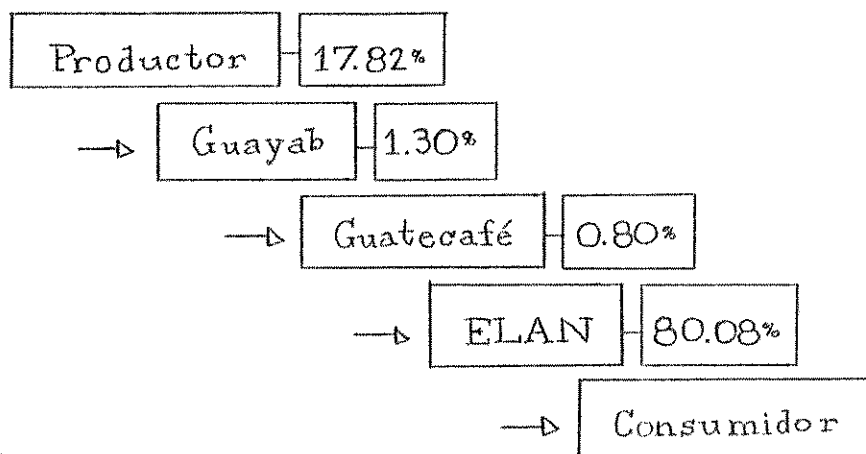 Productor 17.82%
Guayab 1.30%
Guatecafé 0.80%
ELAN 80.08%
Consumidor